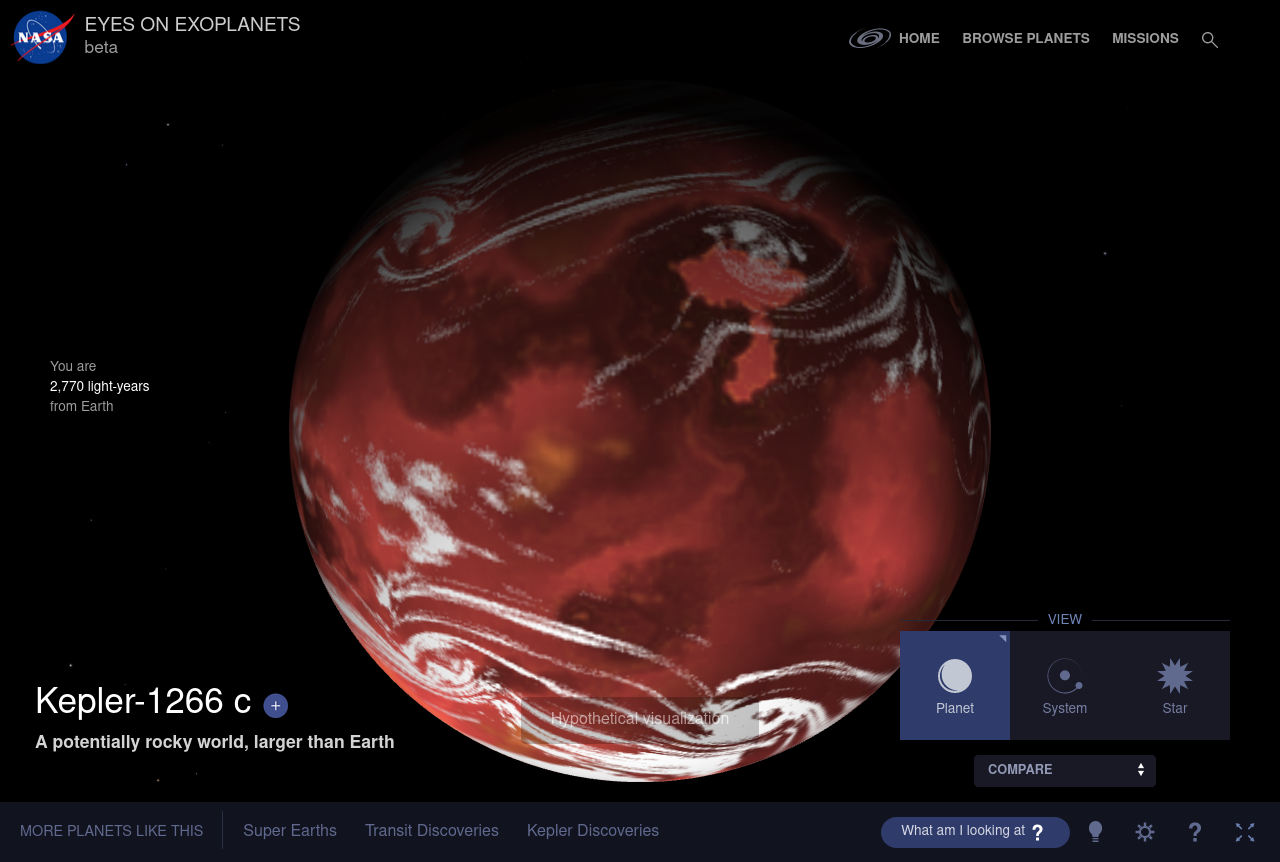 NASA
EYES ON EXOPLANETS
beta
HOME
BROWSE PLANETS
MISSIONS
You are
2,770 light-years
from Earth
VIEW
Planet
System
Star
Kepler-1266 c +
A potentially rocky world, larger than Earth
Hypothetical visualization
COMPARE
MORE PLANETS LIKE THIS
Super Earths
Transit Discoveries
Kepler Discoveries
What am I looking at ?
?